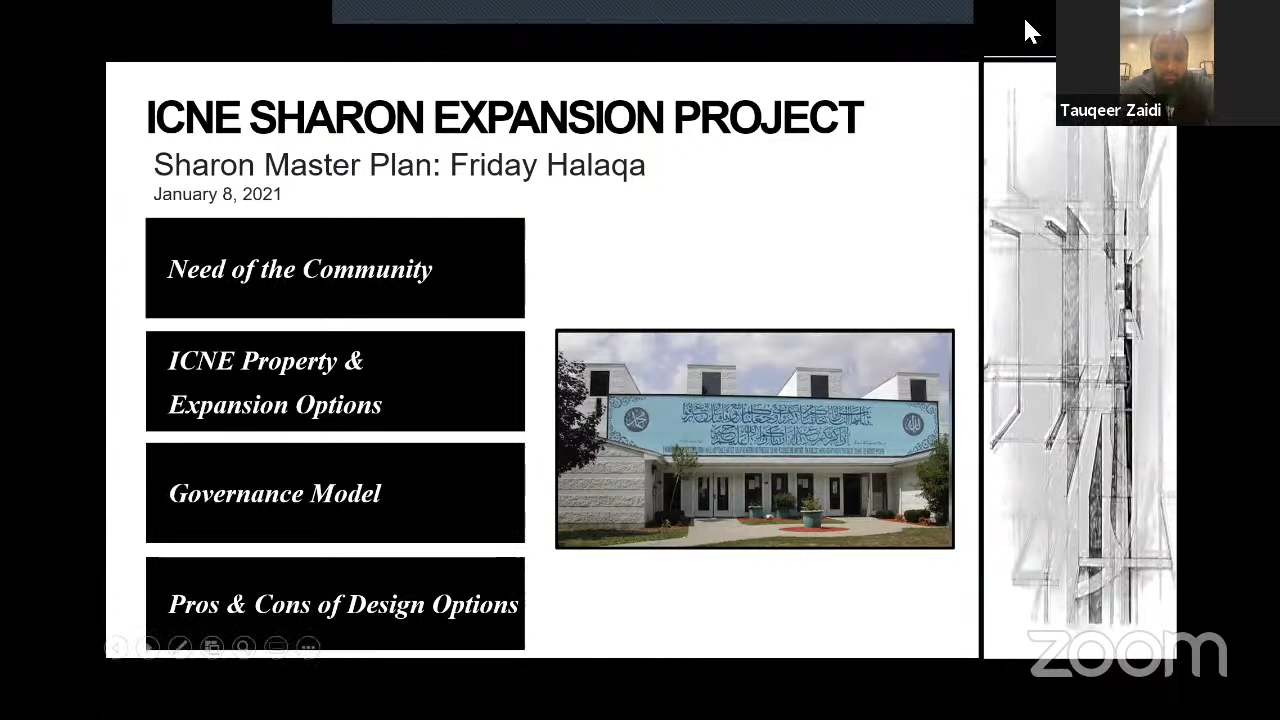 ICNE SHARON EXPANSION PROJECT
Sharon Master Plan: Friday Halaqa
January 8, 2021
Need of the Community
ICNE Property &
Expansion Options
Governance Model
Pros & Cons of Design Options
Tauqeer Zaidi
zoom